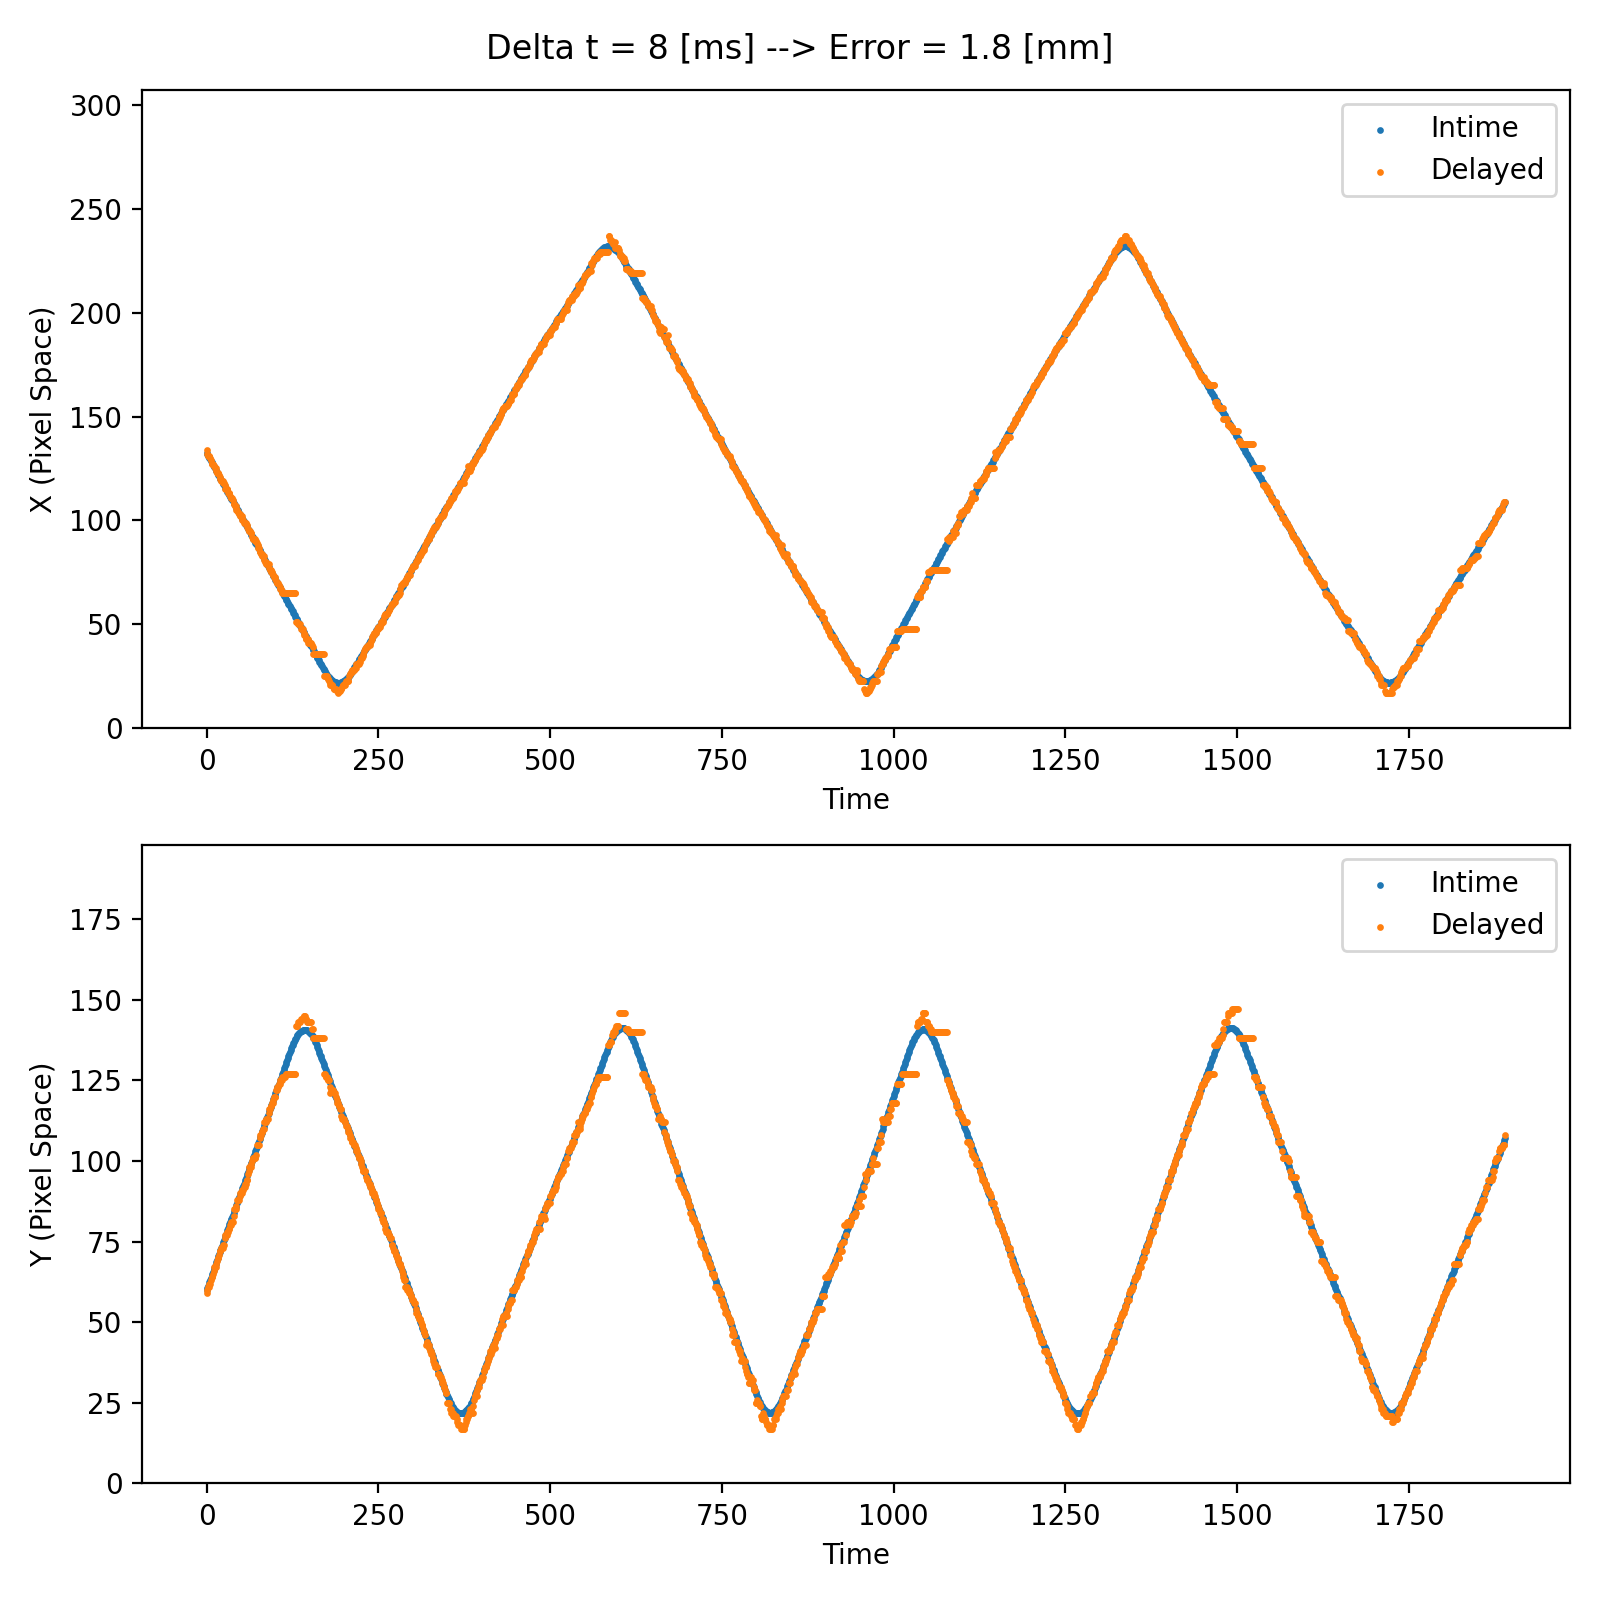 Delta t = 8 [ms] --> Error = 1.8 [mm]
Intime
Delayed
300
250
200
150
100
50
0
X (Pixel Space)
0 250 500 750 1000 1250 1500 1750
Time
Intime
Delayed
175
150
125
100
75
50
25
0
Y (Pixel Space)
0 250 500 750 1000 1250 1500 1750
Time